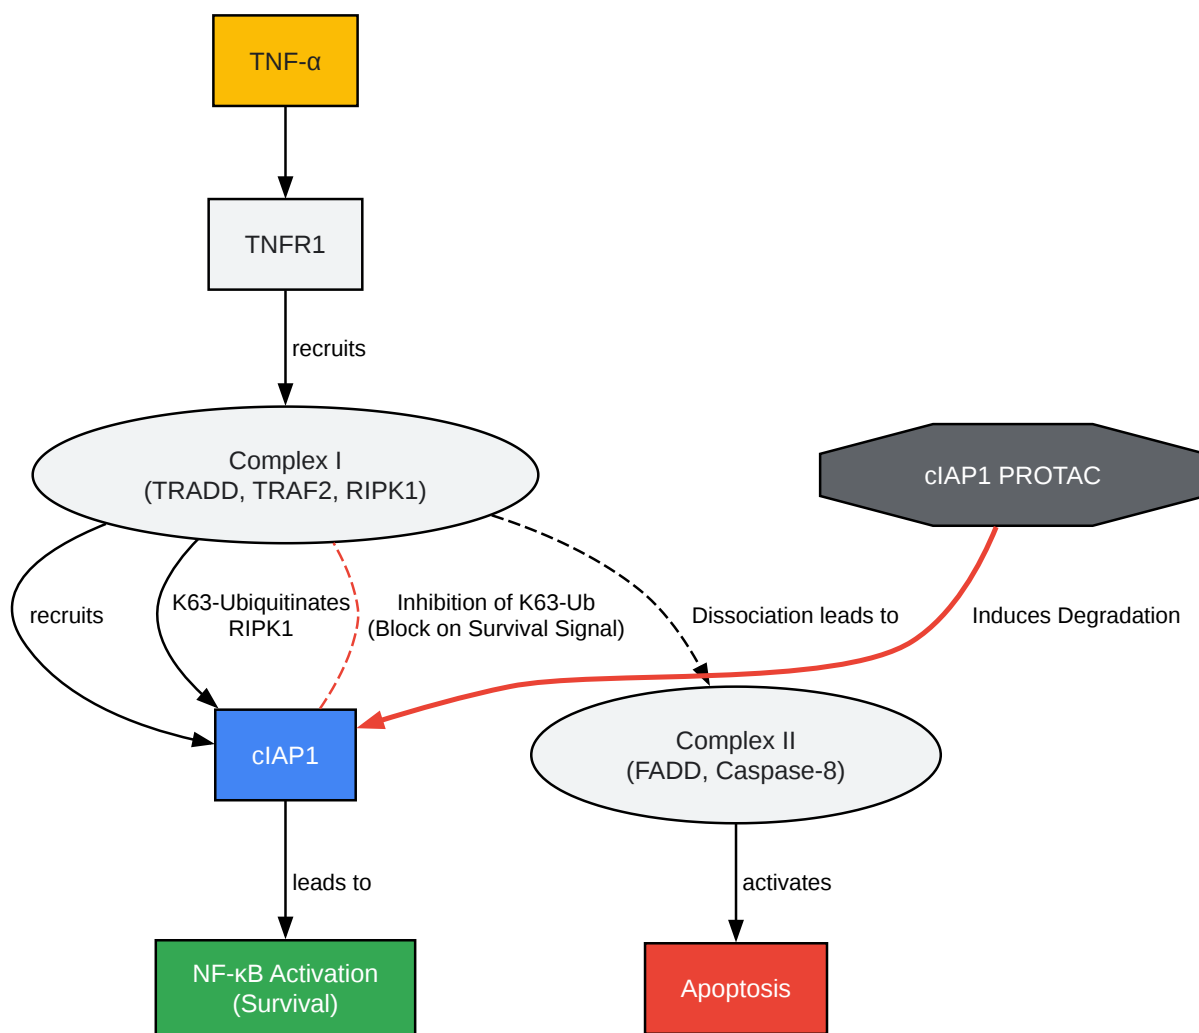 TNF-α
TNFR1
recruits
Complex I
(TRADD, TRAF2, RIPK1)
cIAP1 PROTAC
recruits
K63-Ubiquitinates
RIPK1
Inhibition of K63-Ub
(Block on Survival Signal)
Dissociation leads to
Induces Degradation
cIAP1
Complex II
(FADD, Caspase-8)
leads to
activates
NF-κB Activation
(Survival)
Apoptosis